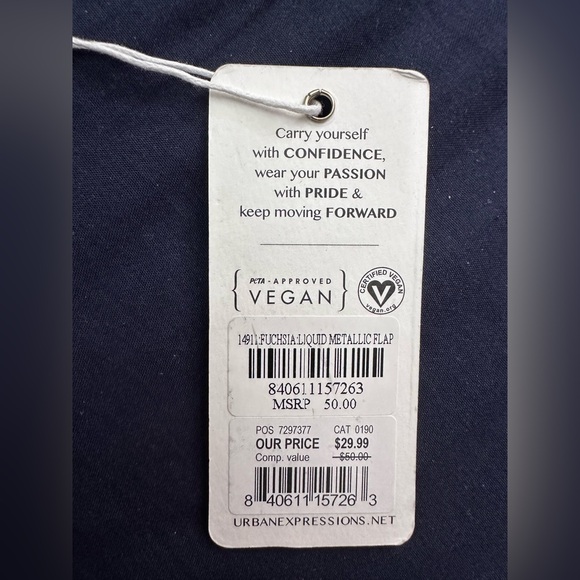 Carry yourself
with CONFIDENCE,
wear your PASSION
with PRIDE &
keep moving FORWARD
PETA - APPROVED
VEGAN
CERTIFIED VEGAN
vegan.org
14911:FUCHSIA:LIQUID METALLIC FLAP
840611157263
MSRP 50.00
POS 7297377 CAT 0190
OUR PRICE $29.99
Comp. value $50.00
8 40611 15726 3
URBANEXPRESSIONS.NET